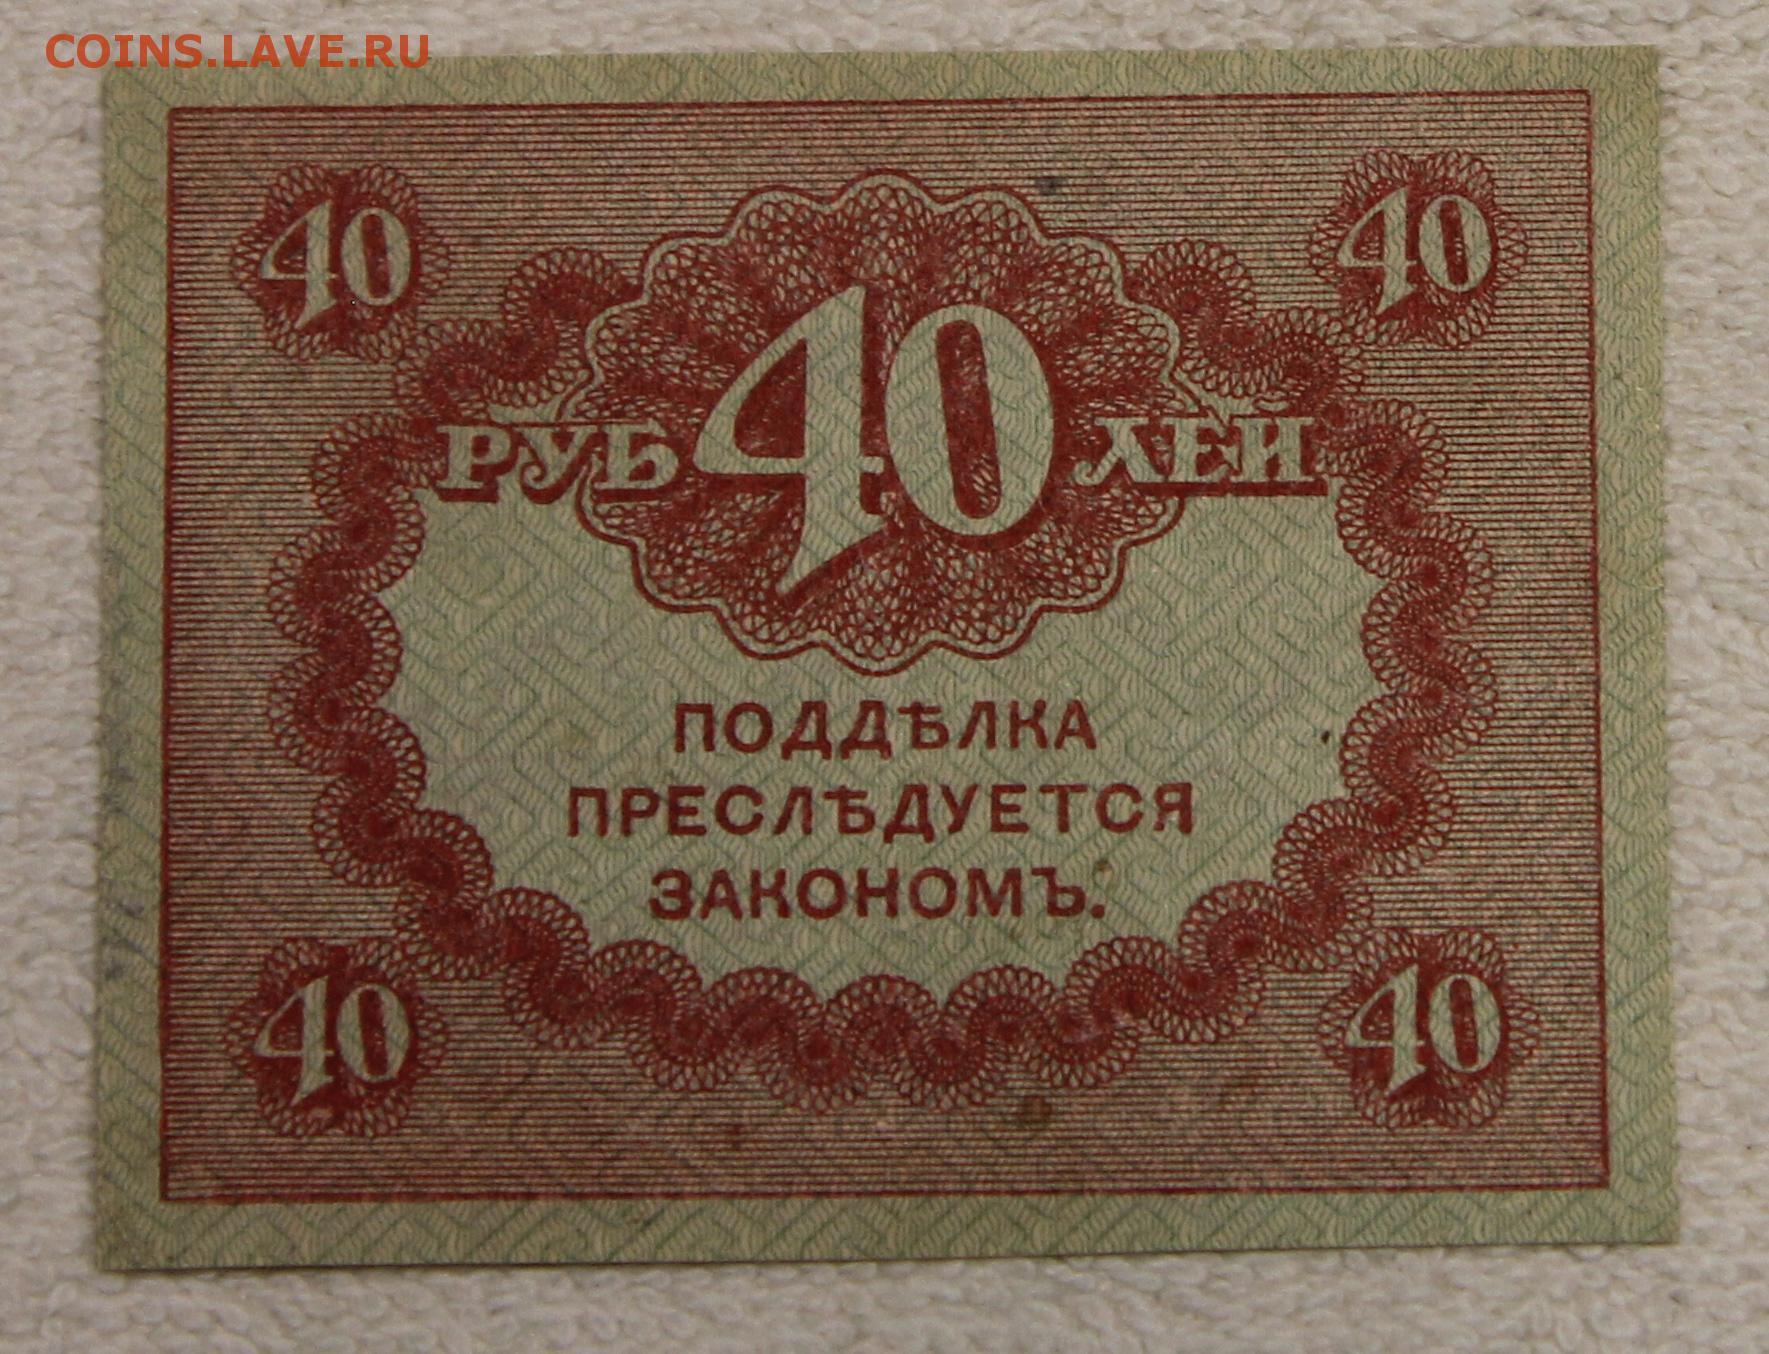 COINS.LAVE.RU
40 40
РУБ 40 ЛЕЙ
ПОДДѢЛКА
ПРЕСЛѢДУЕТСЯ
ЗАКОНОМЪ.
40 40